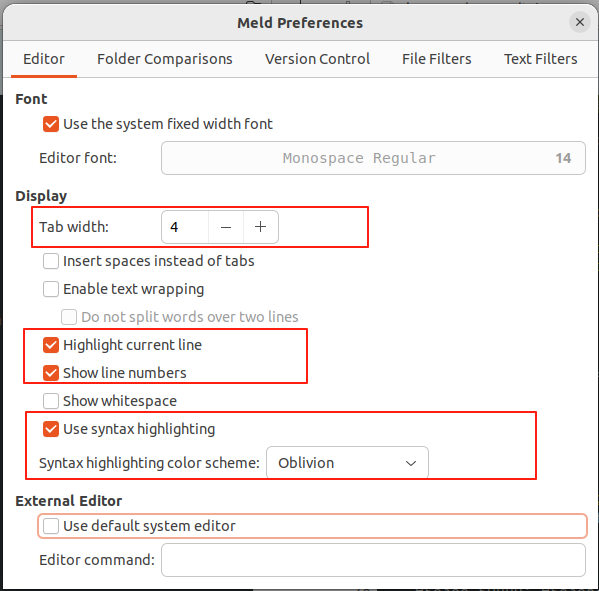 Meld Preferences
Editor Folder Comparisons Version Control File Filters Text Filters
Font
Use the system fixed width font
Editor font: Monospace Regular 14
Display
Tab width: 4 − +
Insert spaces instead of tabs
Enable text wrapping
Do not split words over two lines
Highlight current line
Show line numbers
Show whitespace
Use syntax highlighting
Syntax highlighting color scheme: Oblivion
External Editor
Use default system editor
Editor command: